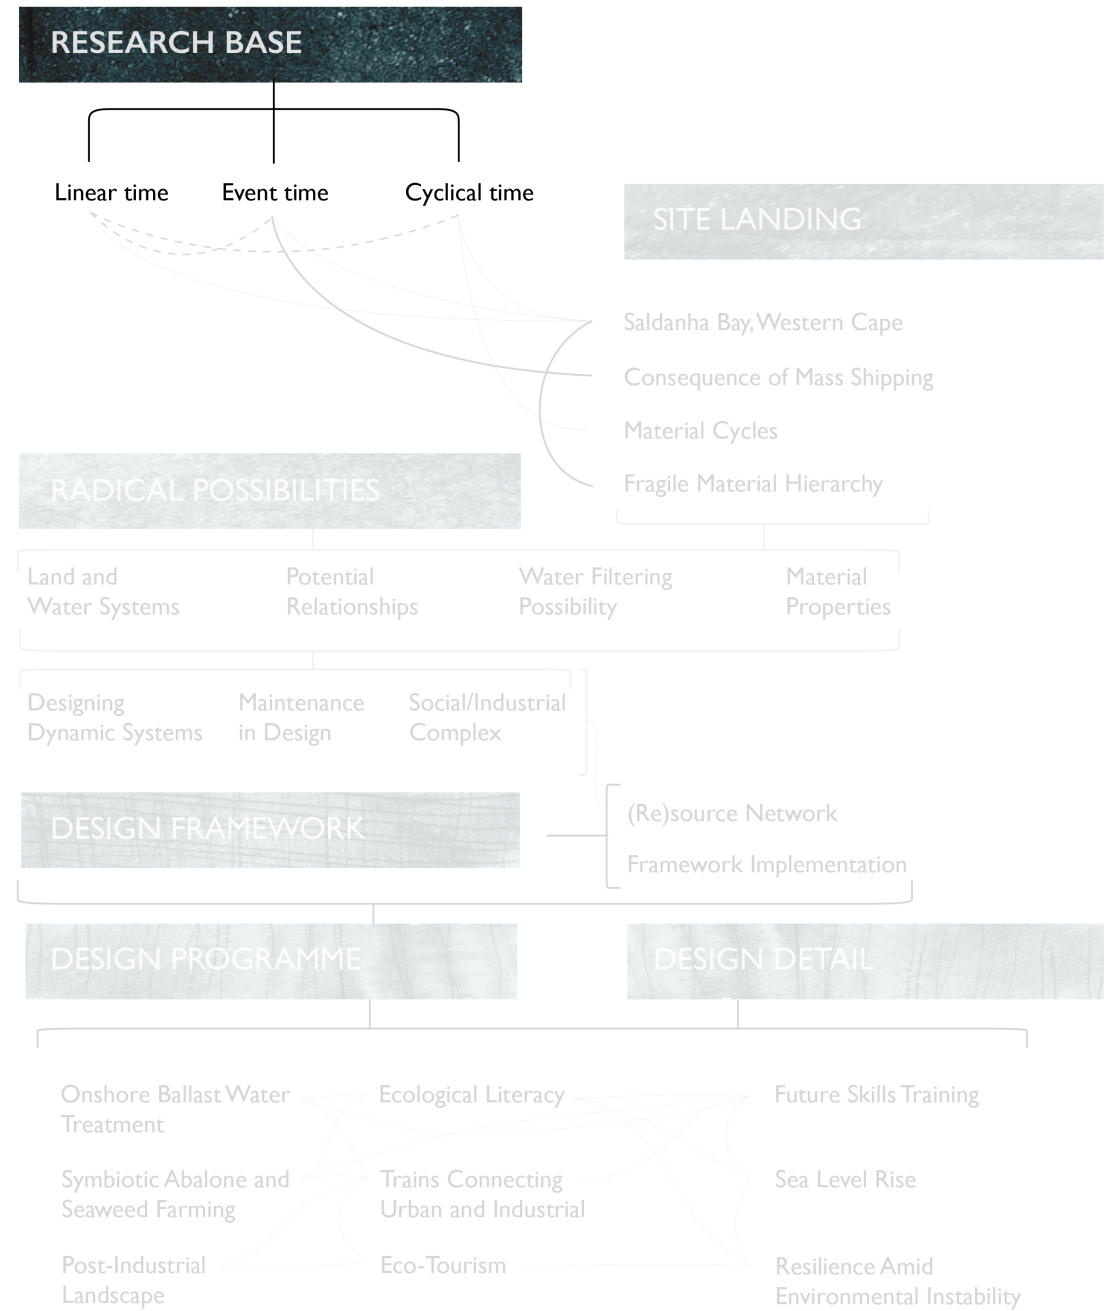 RESEARCH BASE
Linear time
Event time
Cyclical time
SITE LANDING
Saldanha Bay, Western Cape
Consequence of Mass Shipping
Material Cycles
Fragile Material Hierarchy
RADICAL POSSIBILITIES
Land and
Water Systems
Potential
Relationships
Water Filtering
Possibility
Material
Properties
Designing
Dynamic Systems
Maintenance
in Design
Social/Industrial
Complex
DESIGN FRAMEWORK
(Re)source Network
Framework Implementation
DESIGN PROGRAMME
DESIGN DETAIL
Onshore Ballast Water
Treatment
Ecological Literacy
Future Skills Training
Symbiotic Abalone and
Seaweed Farming
Trains Connecting
Urban and Industrial
Sea Level Rise
Post-Industrial
Landscape
Eco-Tourism
Resilience Amid
Environmental Instability